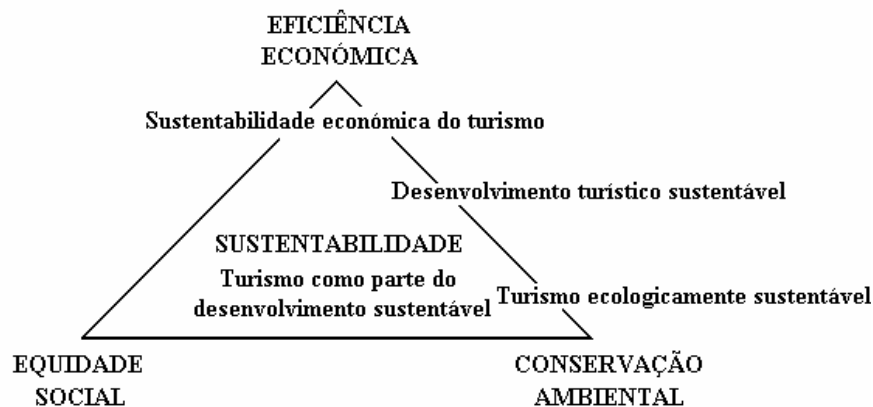 EFICIÊNCIA
ECONÓMICA
Sustentabilidade económica do turismo
Desenvolvimento turístico sustentável
SUSTENTABILIDADE
Turismo como parte do
desenvolvimento sustentável
Turismo ecologicamente sustentável
EQUIDADE
SOCIAL
CONSERVAÇÃO
AMBIENTAL